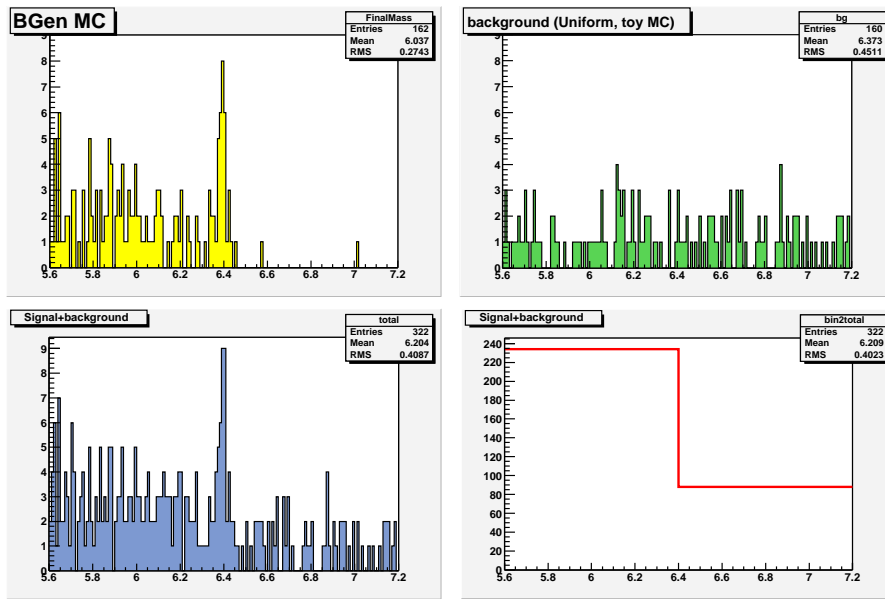 BGen MC
FinalMass
Entries 162
Mean 6.037
RMS 0.2743
9
8
7
6
5
4
3
2
1
0
5.6 5.8 6 6.2 6.4 6.6 6.8 7 7.2
background (Uniform, toy MC)
bg
Entries 160
Mean 6.373
RMS 0.4511
9
8
7
6
5
4
3
2
1
0
5.6 5.8 6 6.2 6.4 6.6 6.8 7 7.2
Signal+background
total
Entries 322
Mean 6.204
RMS 0.4087
9
8
7
6
5
4
3
2
1
0
5.6 5.8 6 6.2 6.4 6.6 6.8 7 7.2
Signal+background
bin2total
Entries 322
Mean 6.209
RMS 0.4023
240
220
200
180
160
140
120
100
80
60
40
20
0
5.6 5.8 6 6.2 6.4 6.6 6.8 7 7.2